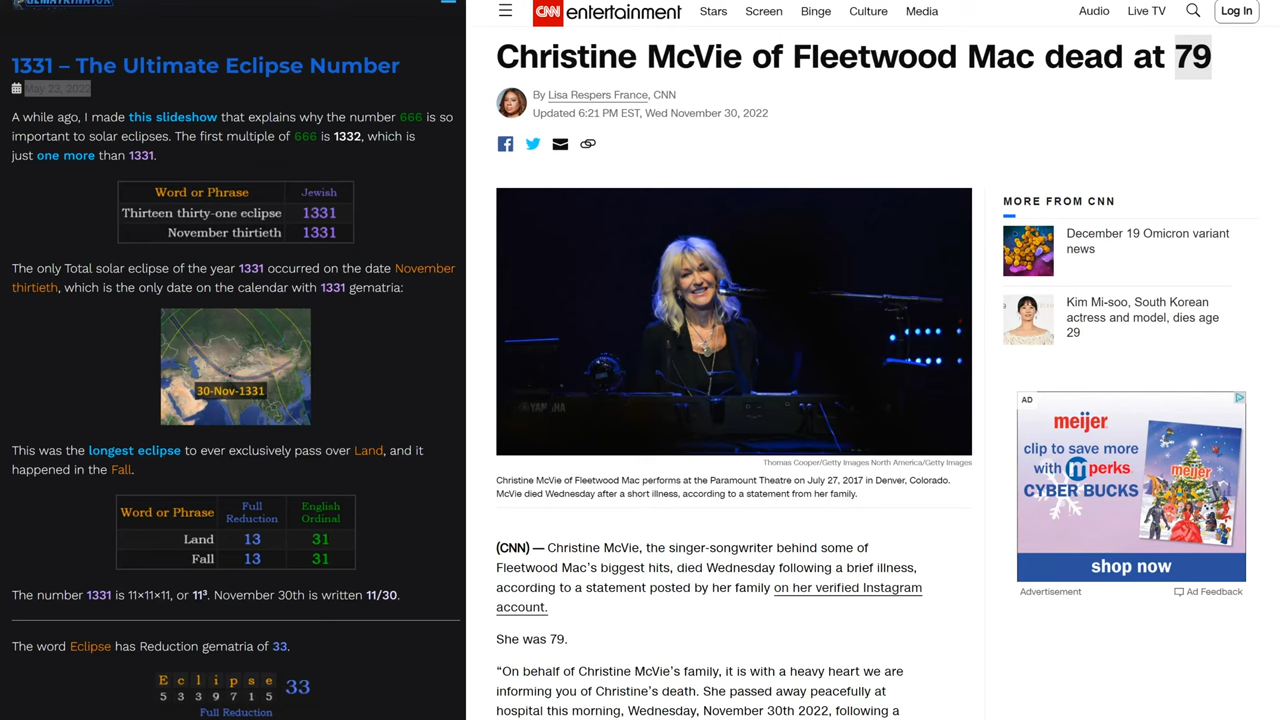 1331 – The Ultimate Eclipse Number
May 23, 2022
A while ago, I made this slideshow that explains why the number 666 is so
important to solar eclipses. The first multiple of 666 is 1332, which is
just one more than 1331.
Word or Phrase Jewish
Thirteen thirty-one eclipse 1331
November thirtieth 1331
The only Total solar eclipse of the year 1331 occurred on the date November
thirtieth, which is the only date on the calendar with 1331 gematria:
30-Nov-1331
This was the longest eclipse to ever exclusively pass over Land, and it
happened in the Fall.
Word or Phrase Full Reduction English Ordinal
Land 13 31
Fall 13 31
The number 1331 is 11×11×11, or 11³. November 30th is written 11/30.
The word Eclipse has Reduction gematria of 33.
E c l i p s e 33
5 3 3 9 7 1 5
Full Reduction
CNN entertainment Stars Screen Binge Culture Media Audio Live TV Log In
Christine McVie of Fleetwood Mac dead at 79
By Lisa Respers France, CNN
Updated 6:21 PM EST, Wed November 30, 2022
YAMAHA
Thomas Cooper/Getty Images North America/Getty Images
Christine McVie of Fleetwood Mac performs at the Paramount Theatre on July 27, 2017 in Denver, Colorado.
McVie died Wednesday after a short illness, according to a statement from her family.
(CNN) — Christine McVie, the singer-songwriter behind some of
Fleetwood Mac's biggest hits, died Wednesday following a brief illness,
according to a statement posted by her family on her verified Instagram
account.
She was 79.
“On behalf of Christine McVie's family, it is with a heavy heart we are
informing you of Christine's death. She passed away peacefully at
hospital this morning, Wednesday, November 30th 2022, following a
MORE FROM CNN
December 19 Omicron variant
news
Kim Mi-soo, South Korean
actress and model, dies age
29
AD
meijer
clip to save more
with mperks
CYBER BUCKS
meijer
shop now
Advertisement Ad Feedback